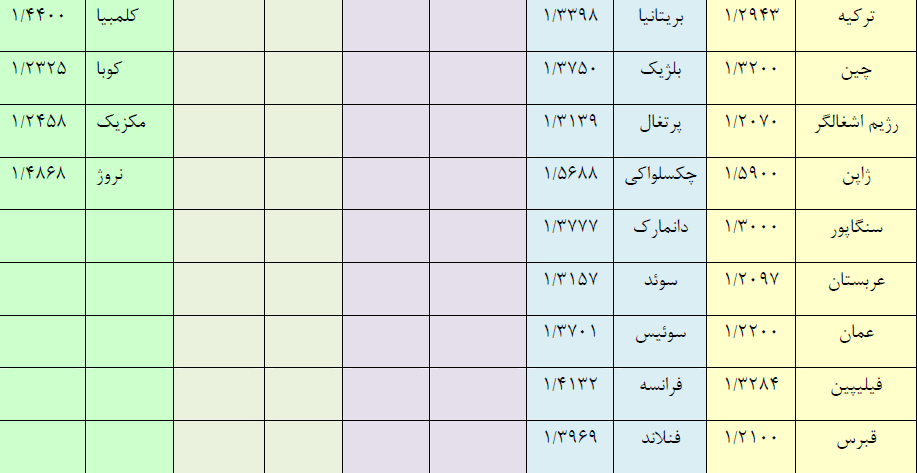 ترکیه ۱/۲۹۴۳ بریتانیا ۱/۳۳۹۸ کلمبیا ۱/۴۴۰۰
چین ۱/۳۲۰۰ بلژیک ۱/۳۷۵۰ کوبا ۱/۲۳۲۵
رژیم اشغالگر ۱/۲۰۷۰ پرتغال ۱/۳۱۳۹ مکزیک ۱/۲۴۵۸
ژاپن ۱/۵۹۰۰ چکسلواکی ۱/۵۶۸۸ نروژ ۱/۴۸۶۸
سنگاپور ۱/۳۰۰۰ دانمارک ۱/۳۷۷۷
عربستان ۱/۲۰۹۷ سوئد ۱/۳۱۵۷
عمان ۱/۲۲۰۰ سوئیس ۱/۳۷۰۱
فیلیپین ۱/۳۲۸۴ فرانسه ۱/۴۱۳۲
قبرس ۱/۲۱۰۰ فنلاند ۱/۳۹۶۹